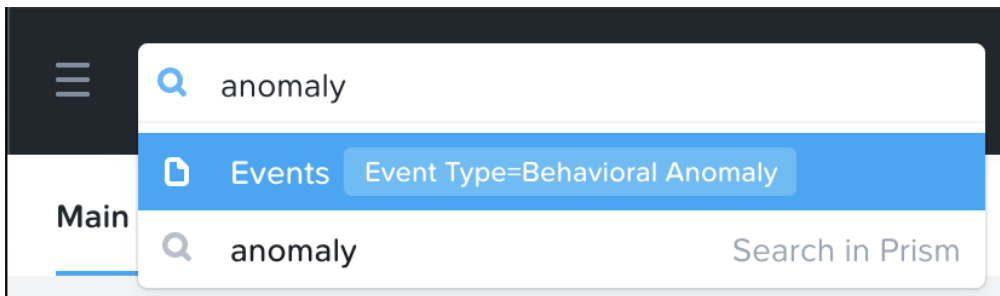 anomaly
Events Event Type=Behavioral Anomaly
Main
anomaly Search in Prism